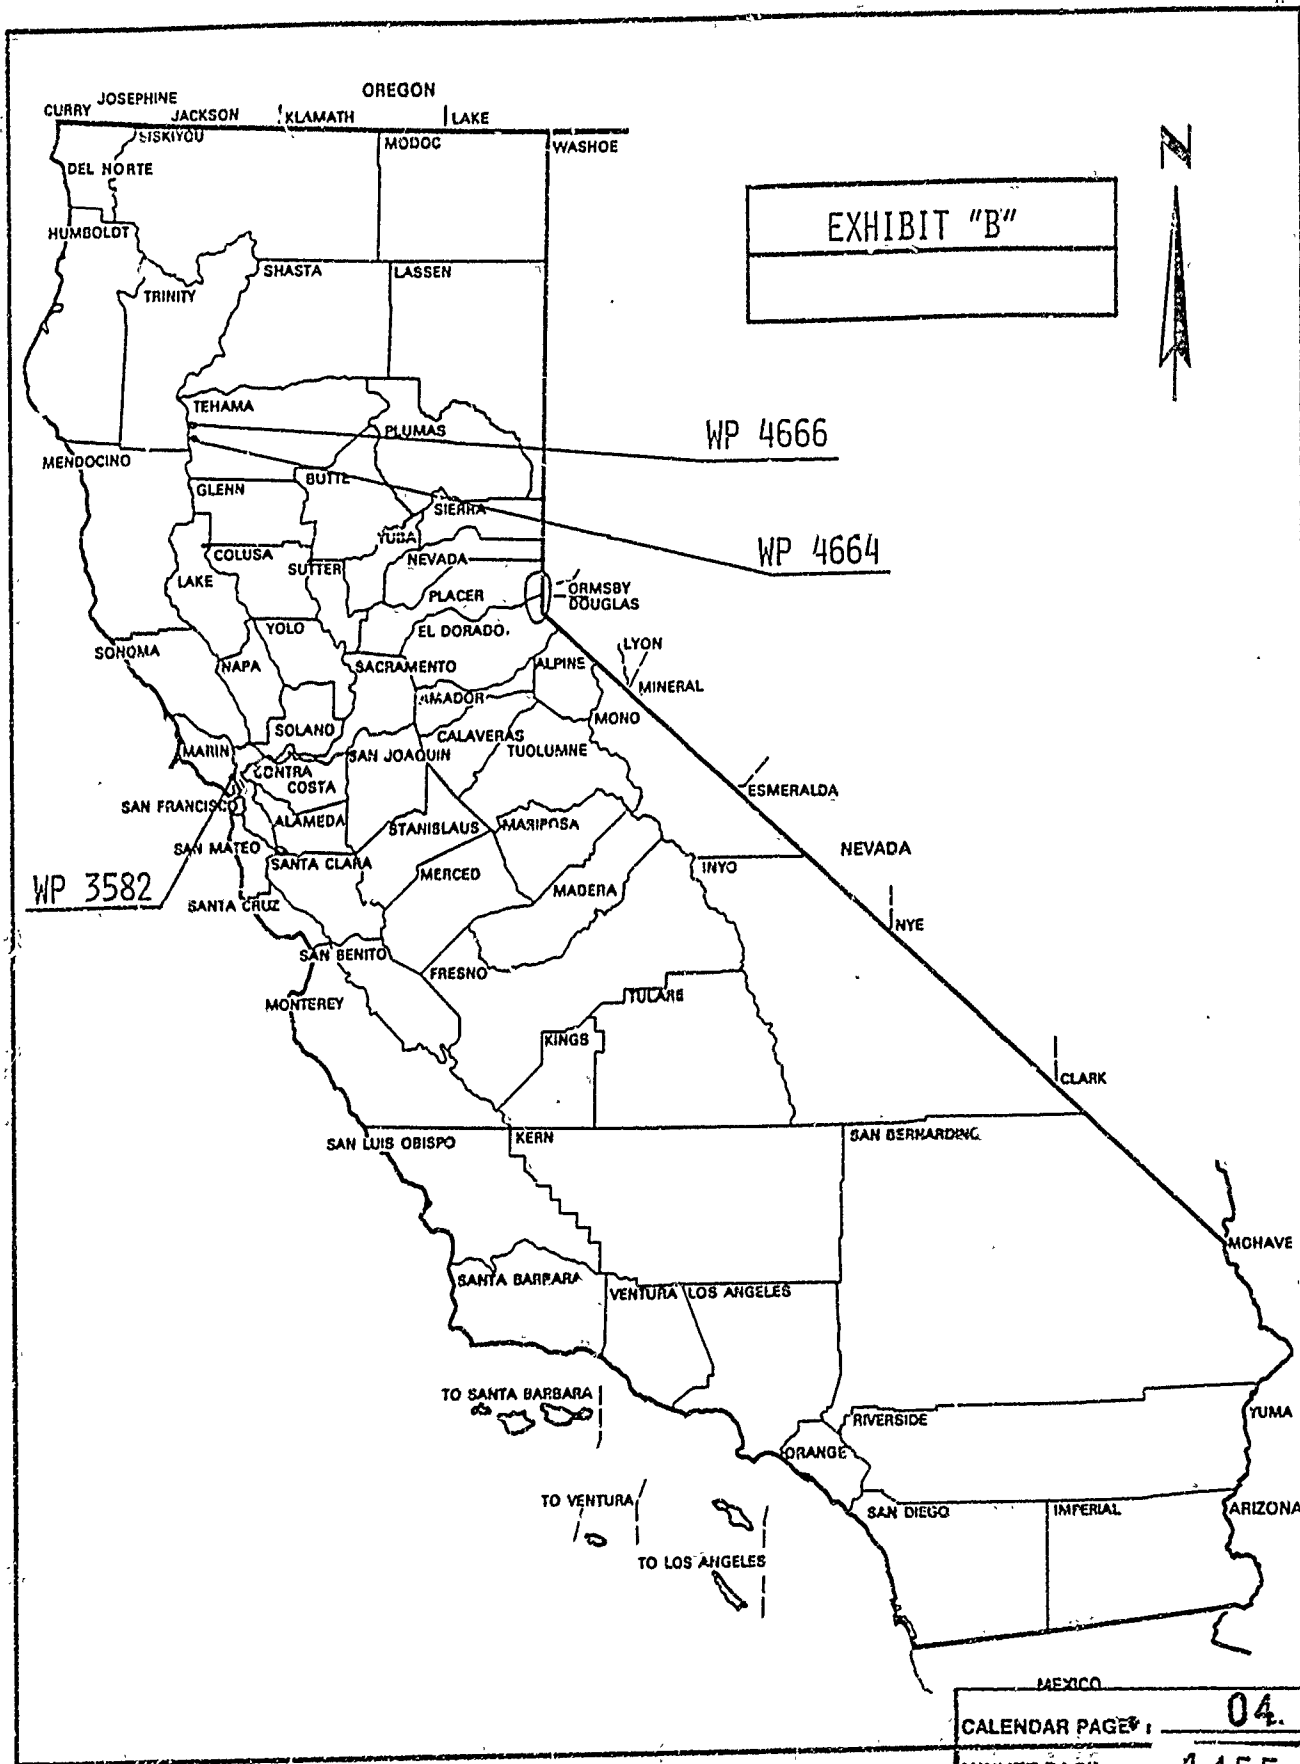 OREGON
CURRY
JOSEPHINE
JACKSON
KLAMATH
LAKE
SISKIYOU
MODOC
WASHOE
DEL NORTE
N
EXHIBIT "B"
HUMBOLDT
SHASTA
LASSEN
TRINITY
TEHAMA
PLUMAS
WP 4666
MENDOCINO
GLENN
BUTTE
SIERRA
YUBA
WP 4664
COLUSA
SUTTER
NEVADA
LAKE
PLACER
ORMSBY
DOUGLAS
YOLO
EL DORADO
SONOMA
NAPA
SACRAMENTO
ALPINE
LYON
MINERAL
AMADOR
SOLANO
MONO
CALAVERAS
MARIN
SAN JOAQUIN
TUOLUMNE
CONTRA
COSTA
ESMERALDA
SAN FRANCISCO
ALAMEDA
STANISLAUS
MARIPOSA
SAN MATEO
SANTA CLARA
NEVADA
INYO
MERCED
WP 3582
MADERA
SANTA CRUZ
NYE
SAN BENITO
FRESNO
MONTEREY
TULARE
KINGS
CLARK
SAN LUIS OBISPO
KERN
SAN BERNARDINO
MOHAVE
SANTA BARBARA
VENTURA
LOS ANGELES
TO SANTA BARBARA
RIVERSIDE
YUMA
ORANGE
TO VENTURA
SAN DIEGO
IMPERIAL
ARIZONA
TO LOS ANGELES
MEXICO
CALENDAR PAGE 04.